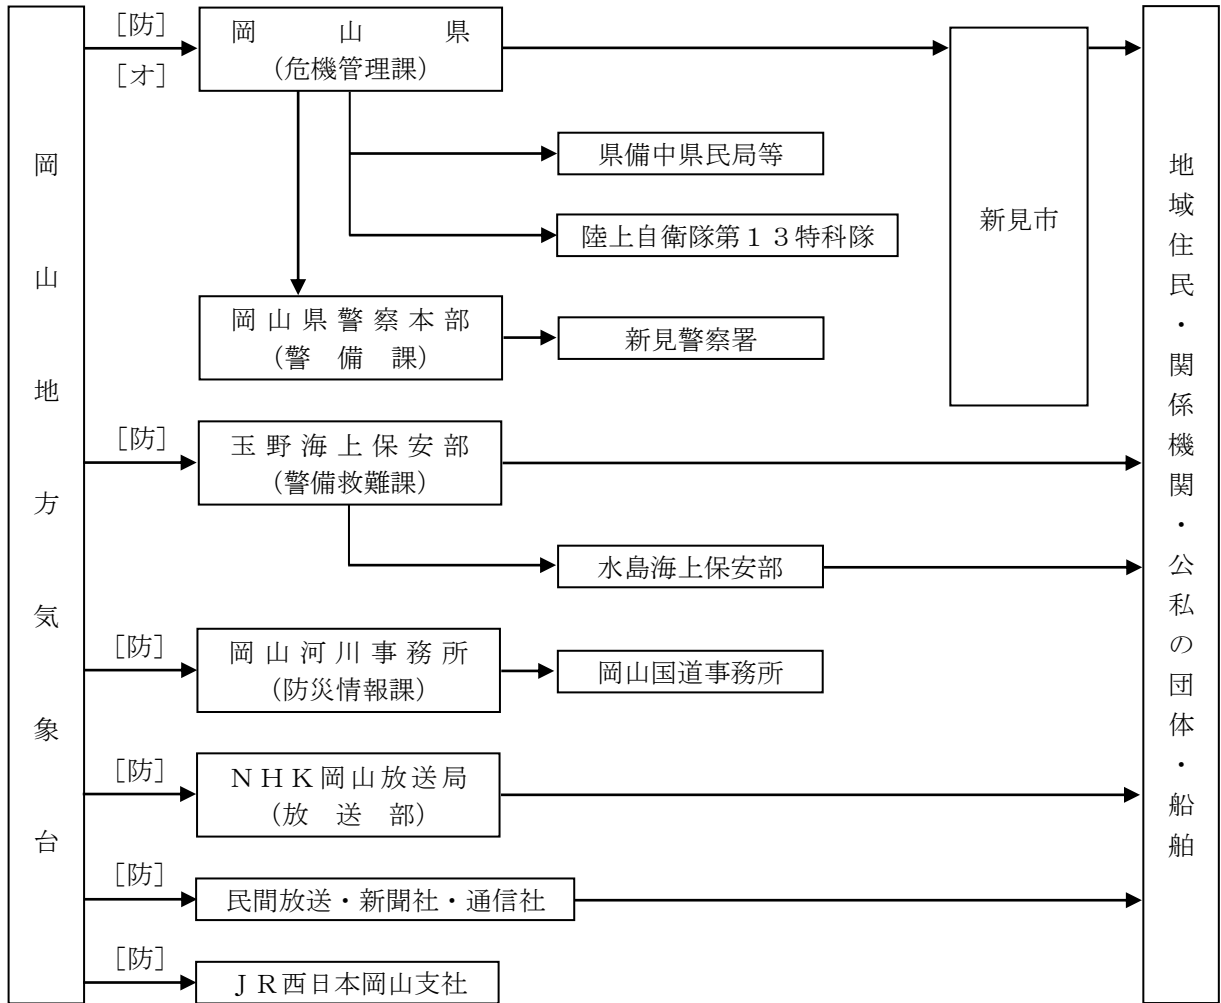 岡山地方気象台
[防]
[オ]
岡山県
(危機管理課)
県備中県民局等
陸上自衛隊第１３特科隊
岡山県警察本部
(警備課)
新見警察署
新見市
[防]
玉野海上保安部
(警備救難課)
水島海上保安部
[防]
岡山河川事務所
(防災情報課)
岡山国道事務所
[防]
ＮＨＫ岡山放送局
(放送部)
[防]
民間放送・新聞社・通信社
[防]
ＪＲ西日本岡山支社
地域住民・関係機関・公私の団体・船舶